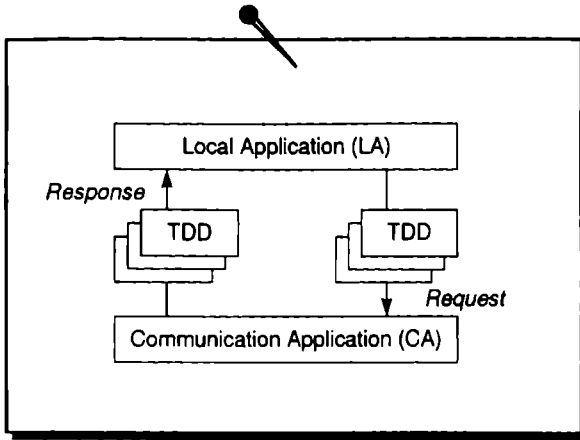 Local Application (LA)
Response
TDD
TDD
Request
Communication Application (CA)